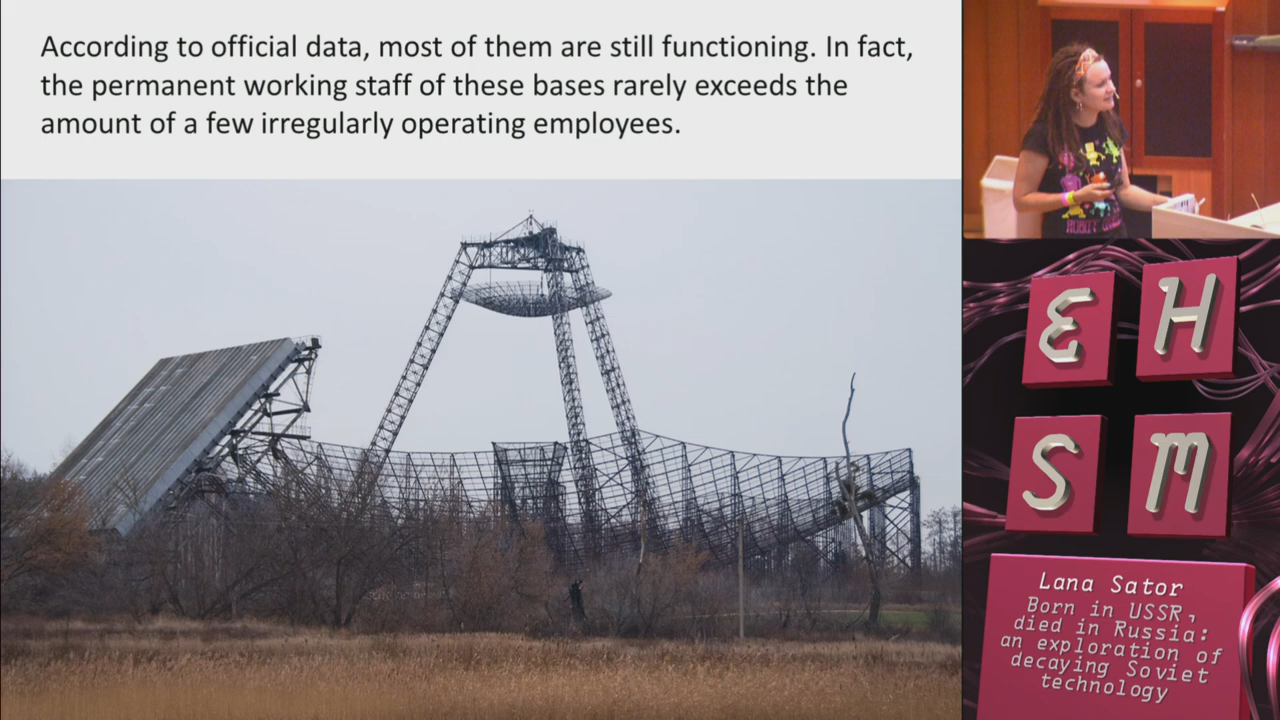 According to official data, most of them are still functioning. In fact,
the permanent working staff of these bases rarely exceeds the
amount of a few irregularly operating employees.
E H
S M
Lana Sator
Born in USSR,
died in Russia:
an exploration of
decaying Soviet
technology